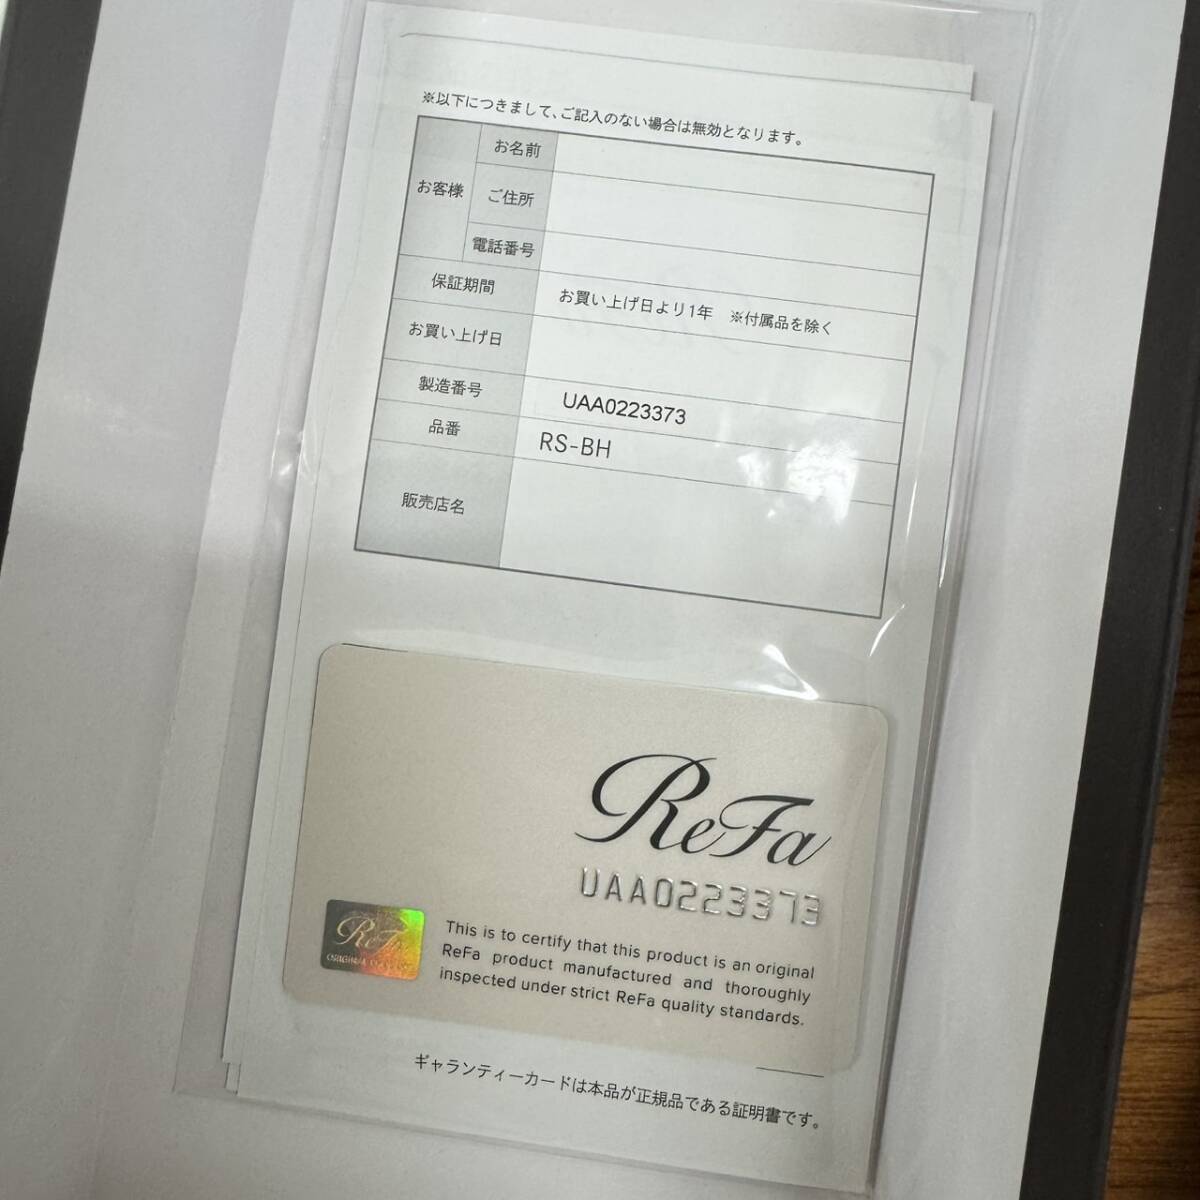 ※以下につきまして、ご記入のない場合は無効となります。
お客様
お名前
ご住所
電話番号
保証期間
お買い上げ日より1年 ※付属品を除く
お買い上げ日
製造番号
UAA0223373
品番
RS-BH
販売店名
ReFa
UAA0223373
ReFa
This is to certify that this product is an original
ReFa product manufactured and thoroughly
inspected under strict ReFa quality standards.
ギャランティーカードは本品が正規品である証明書です。